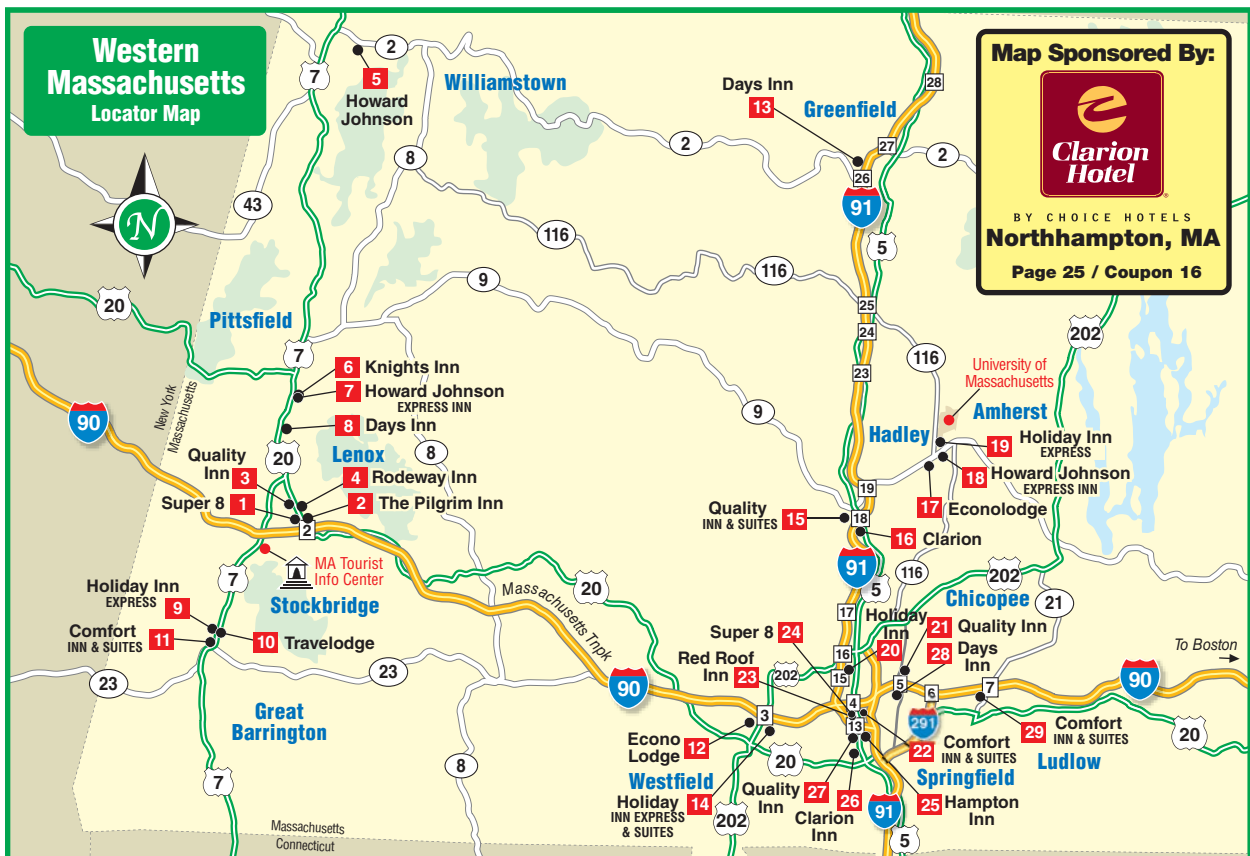 Western
Massachusetts
Locator Map
Map Sponsored By:
Clarion
Hotel
®
BY CHOICE HOTELS
Northhampton, MA
Page 25 / Coupon 16
N
7
2
5
Howard
Johnson
Williamstown
Days Inn
13
Greenfield
28
27
2
2
26
91
8
43
5
116
116
9
20
Pittsfield
25
24
202
7
116
23
University of
Massachusetts
Amherst
6 Knights Inn
7 Howard Johnson
EXPRESS INN
New York
Massachusetts
90
8 Days Inn
9
Hadley
19 Holiday Inn
EXPRESS
20
Lenox
8
18 Howard Johnson
EXPRESS INN
Quality
Inn 3
4 Rodeway Inn
19
17 Econolodge
Super 8 1
2 The Pilgrim Inn
Quality
INN & SUITES 15
18
2
16 Clarion
MA Tourist
Info Center
91
116
202
7
Stockbridge
Massachusetts Tnpk
20
5
Chicopee
21
Holiday Inn
EXPRESS
9
17
Holiday
Inn
20
Comfort
INN & SUITES 11
10 Travelodge
Super 8 24
21 Quality Inn
28 Days
Inn
To Boston
16
Red Roof
Inn
23
202
15
23
23
90
5
6
7
90
Great
Barrington
3
4
291
13
Econo
Lodge 12
22 Comfort
INN & SUITES
29 Comfort
INN & SUITES
20
Ludlow
8
20
Westfield
Springfield
7
Holiday 14
INN EXPRESS
& SUITES
Quality
Inn
27
26
Clarion
Inn
25 Hampton
Inn
202
91
5
Massachusetts
Connecticut